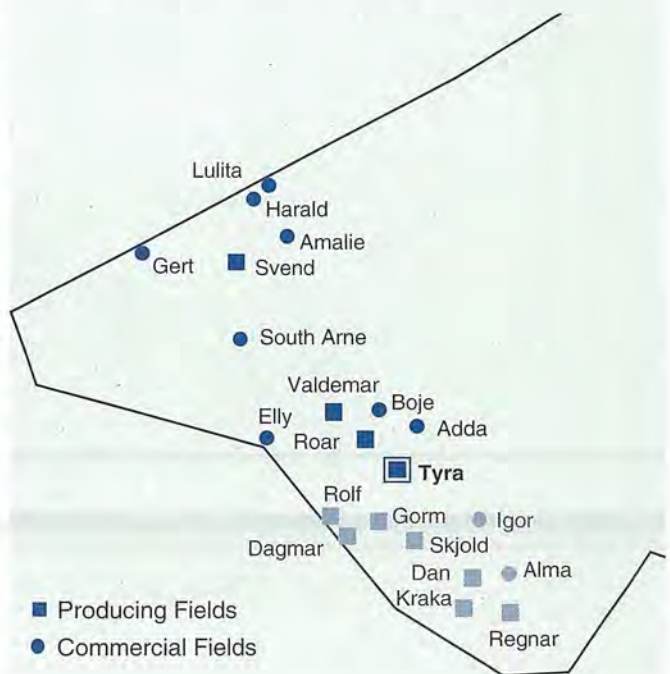 Lulita
Harald
Amalie
Gert
Svend
South Arne
Valdemar
Boje
Elly
Adda
Roar
Tyra
Rolf
Gorm
Igor
Dagmar
Skjold
Dan
Alma
Kraka
Regnar
Producing Fields
Commercial Fields